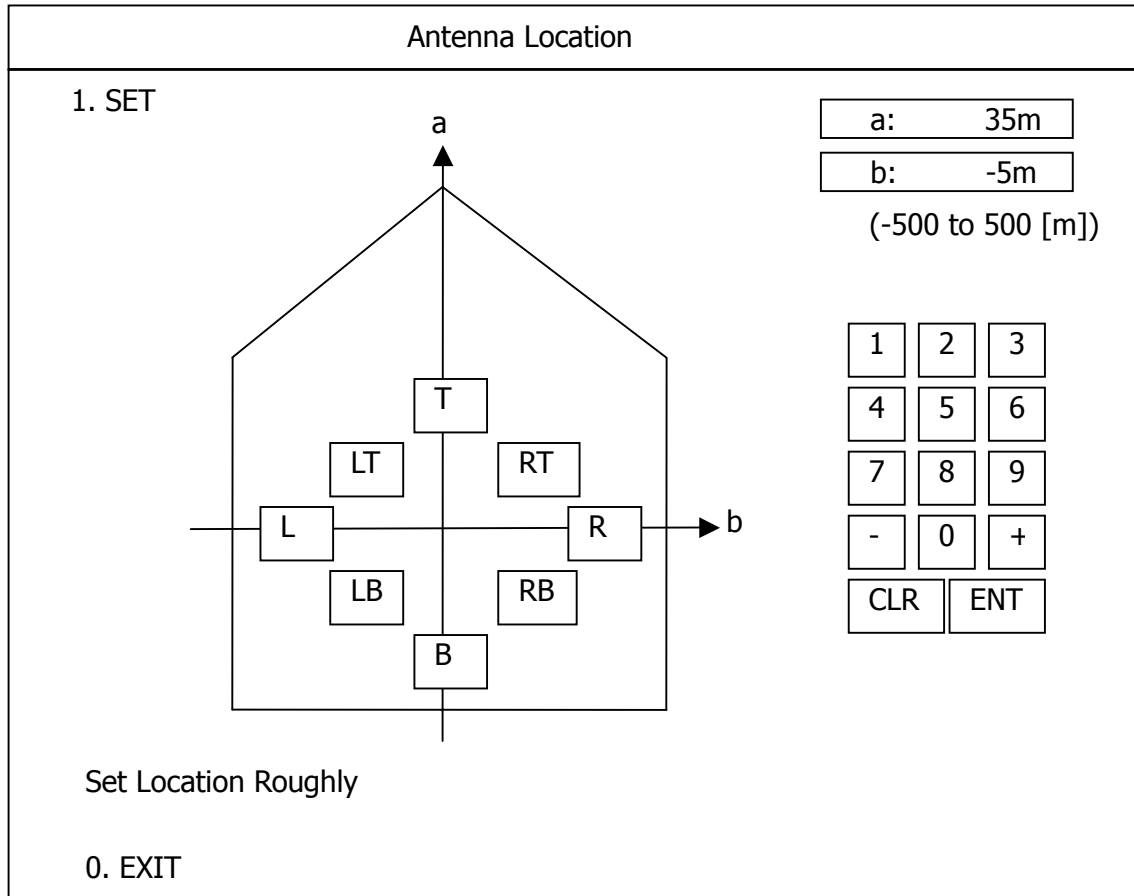 Antenna Location
1. SET
a
a: 35m
b: -5m
(-500 to 500 [m])
T
LT RT
L R b
LB RB
B
1 2 3
4 5 6
7 8 9
- 0 +
CLR ENT
Set Location Roughly
0. EXIT